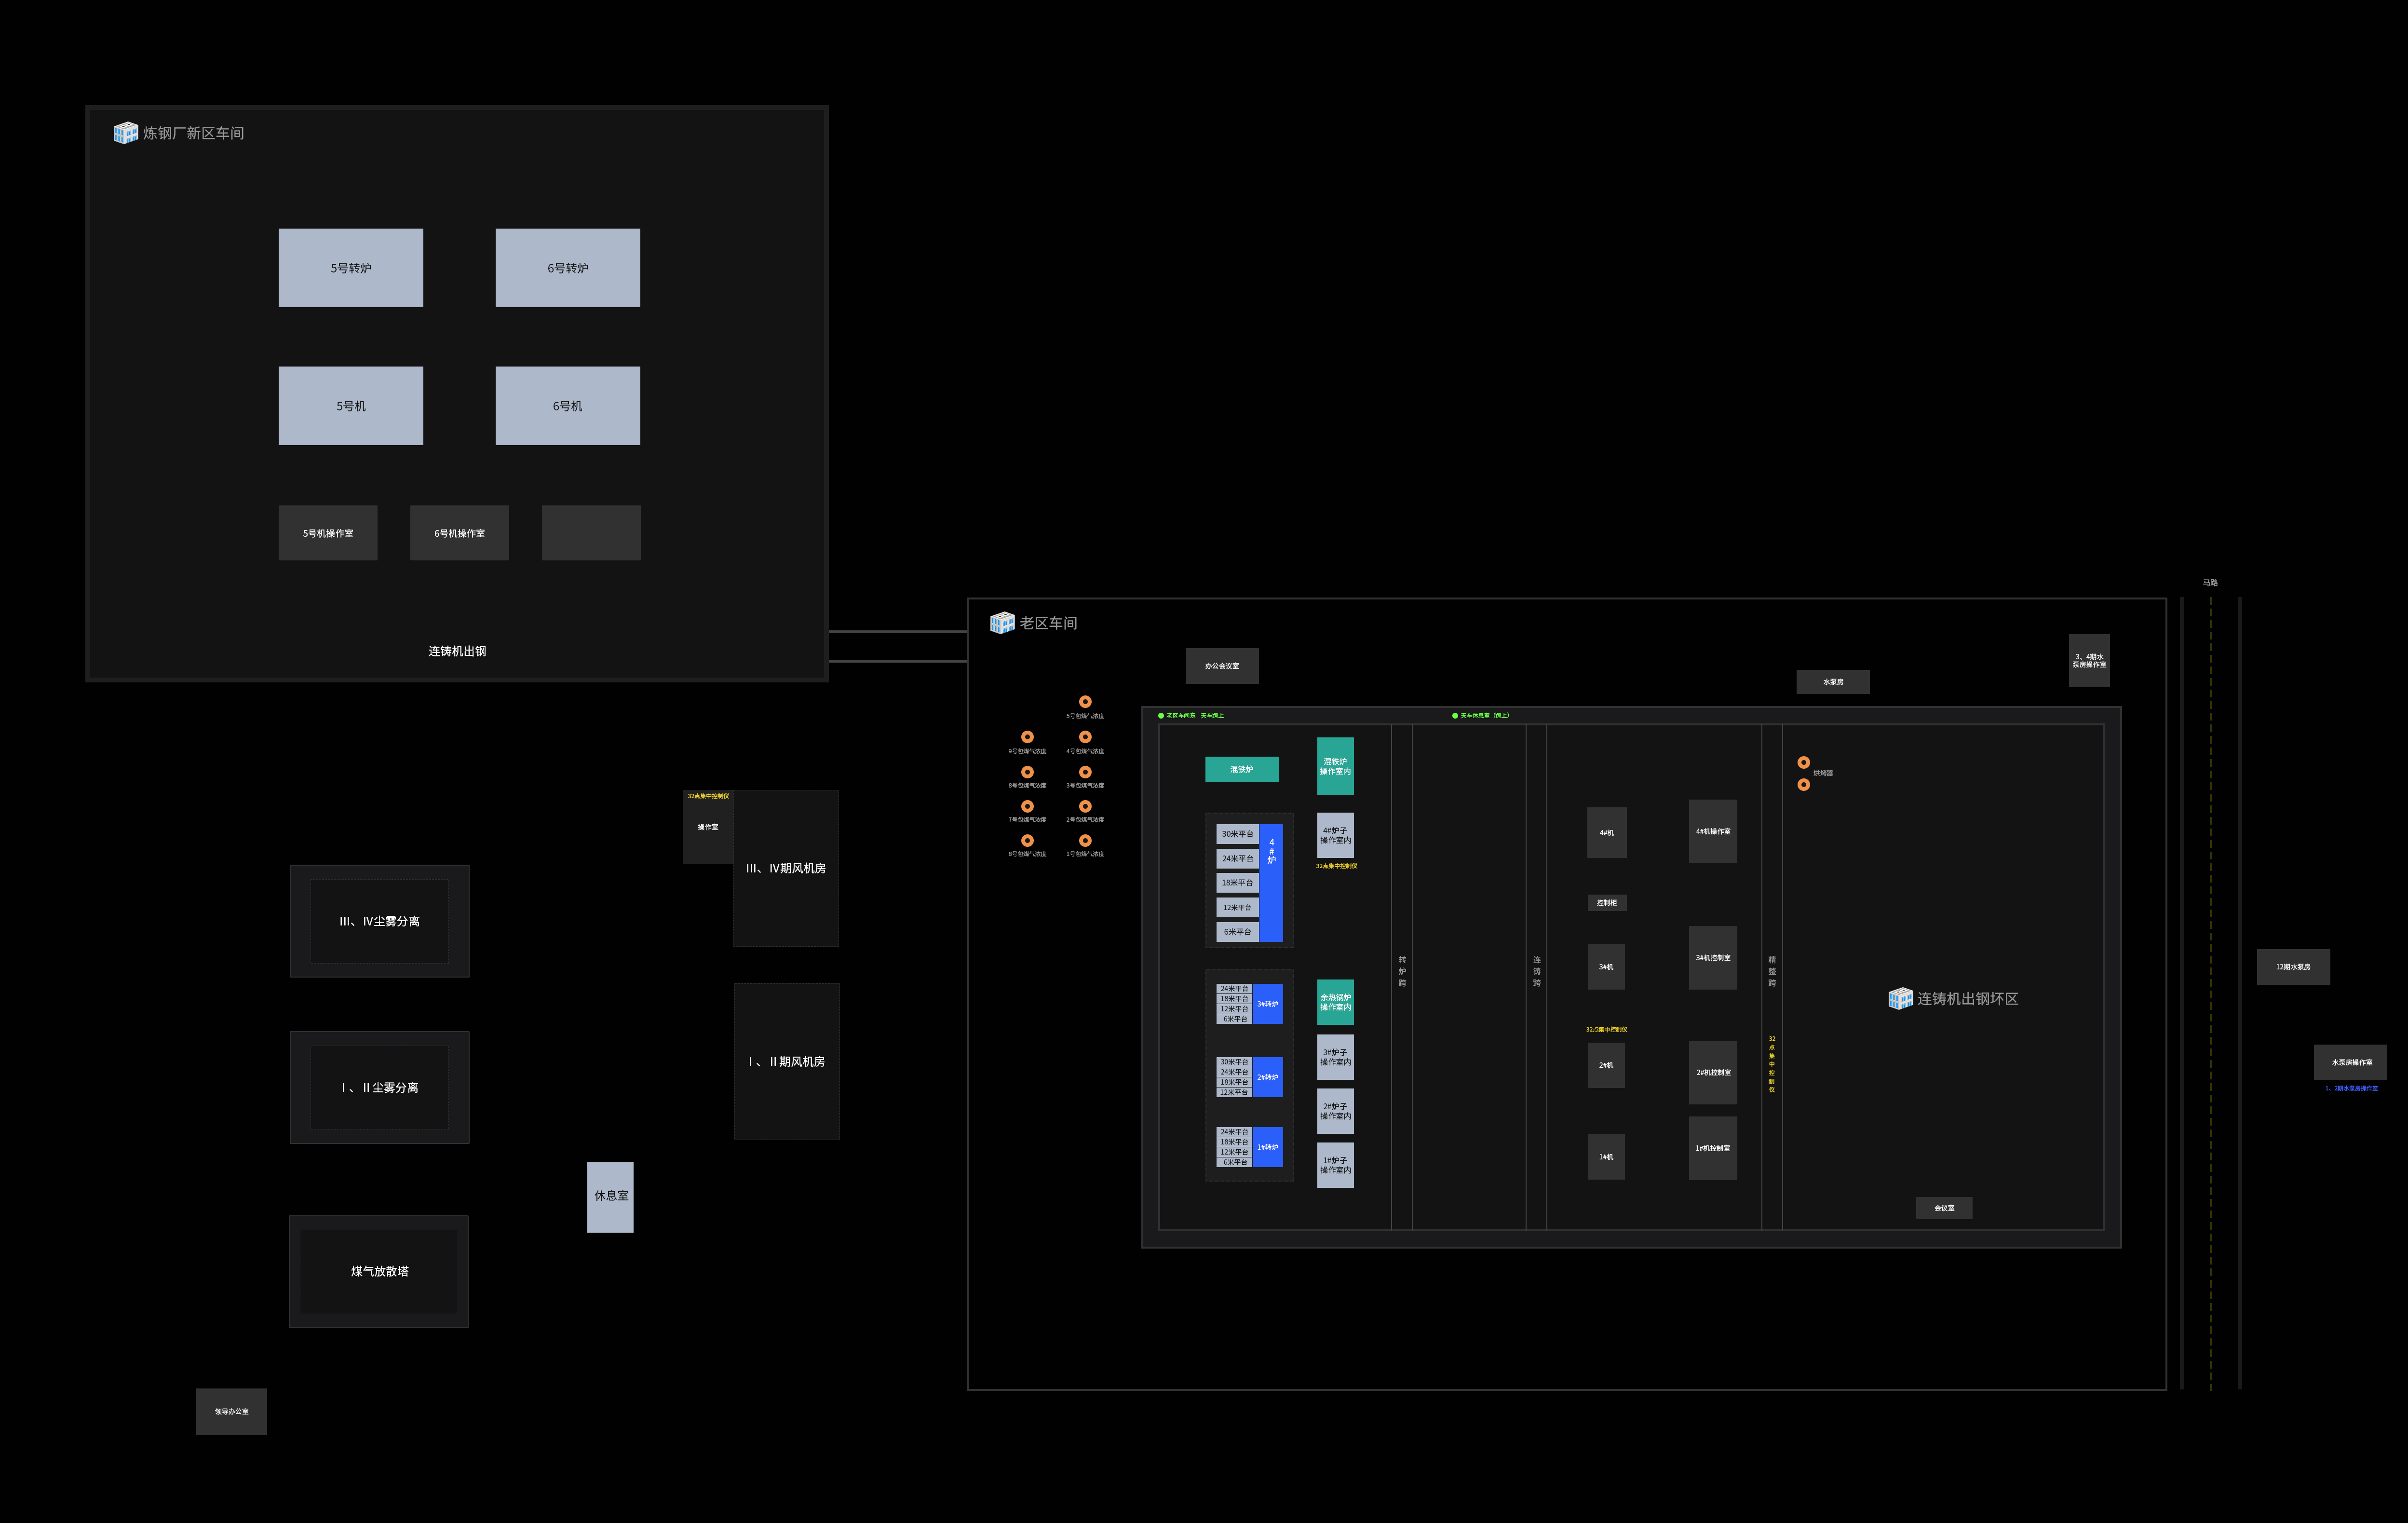 炼钢厂新区车间
5号转炉
6号转炉
5号机
6号机
5号机操作室
6号机操作室
连铸机出钢
32点集中控制仪
操作室
III、IV期风机房
I 、 II 期风机房
III、IV尘雾分离
I 、 II 尘雾分离
煤气放散塔
休息室
领导办公室
老区车间
办公会议室
水泵房
3、4期水
泵房操作室
马路
5号包煤气浓度
9号包煤气浓度
4号包煤气浓度
8号包煤气浓度
3号包煤气浓度
7号包煤气浓度
2号包煤气浓度
8号包煤气浓度
1号包煤气浓度
老区车间东 天车跨上
天车休息室（跨上）
混铁炉
混铁炉
操作室内
30米平台
24米平台
18米平台
12米平台
6米平台
4
#
炉
4#炉子
操作室内
32点集中控制仪
24米平台
18米平台
12米平台
6米平台
3#转炉
余热锅炉
操作室内
3#炉子
操作室内
30米平台
24米平台
18米平台
12米平台
2#转炉
2#炉子
操作室内
24米平台
18米平台
12米平台
6米平台
1#转炉
1#炉子
操作室内
转
炉
跨
连
铸
跨
4#机
4#机操作室
控制柜
3#机
3#机控制室
32点集中控制仪
2#机
2#机控制室
1#机
1#机控制室
精
整
跨
32
点
集
中
控
制
仪
烘烤器
连铸机出钢坯区
会议室
12期水泵房
水泵房操作室
1、2期水泵房操作室